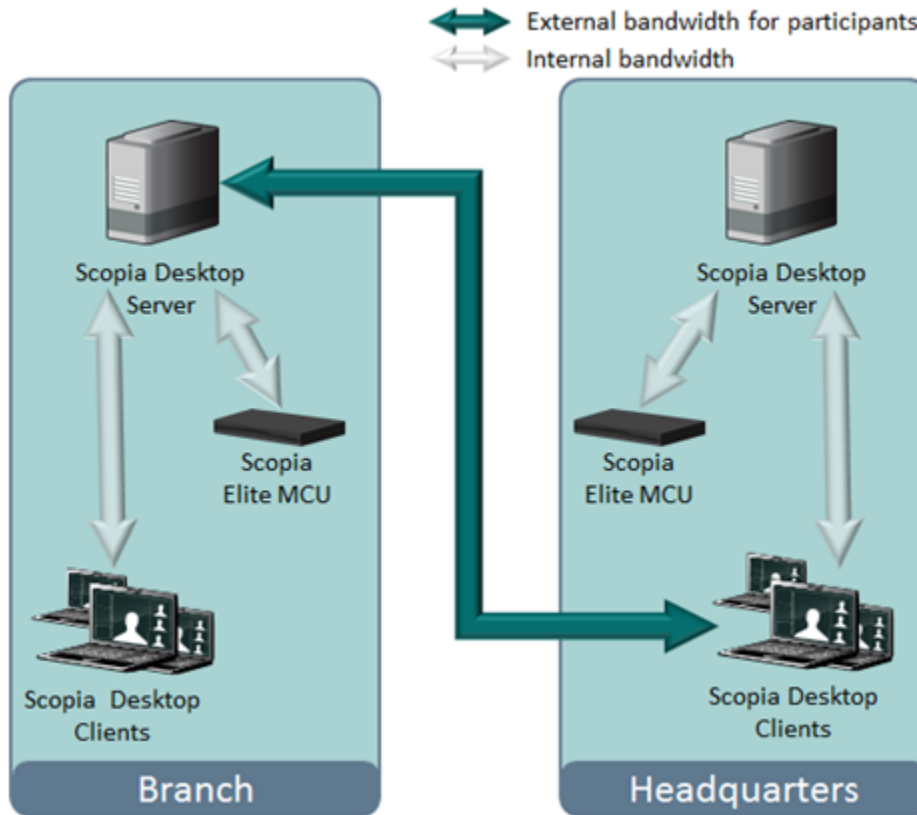 External bandwidth for participants
Internal bandwidth
Scopia Desktop
Server
Scopia
Elite MCU
Scopia Desktop
Clients
Branch
Scopia Desktop
Server
Scopia
Elite MCU
Scopia Desktop
Clients
Headquarters